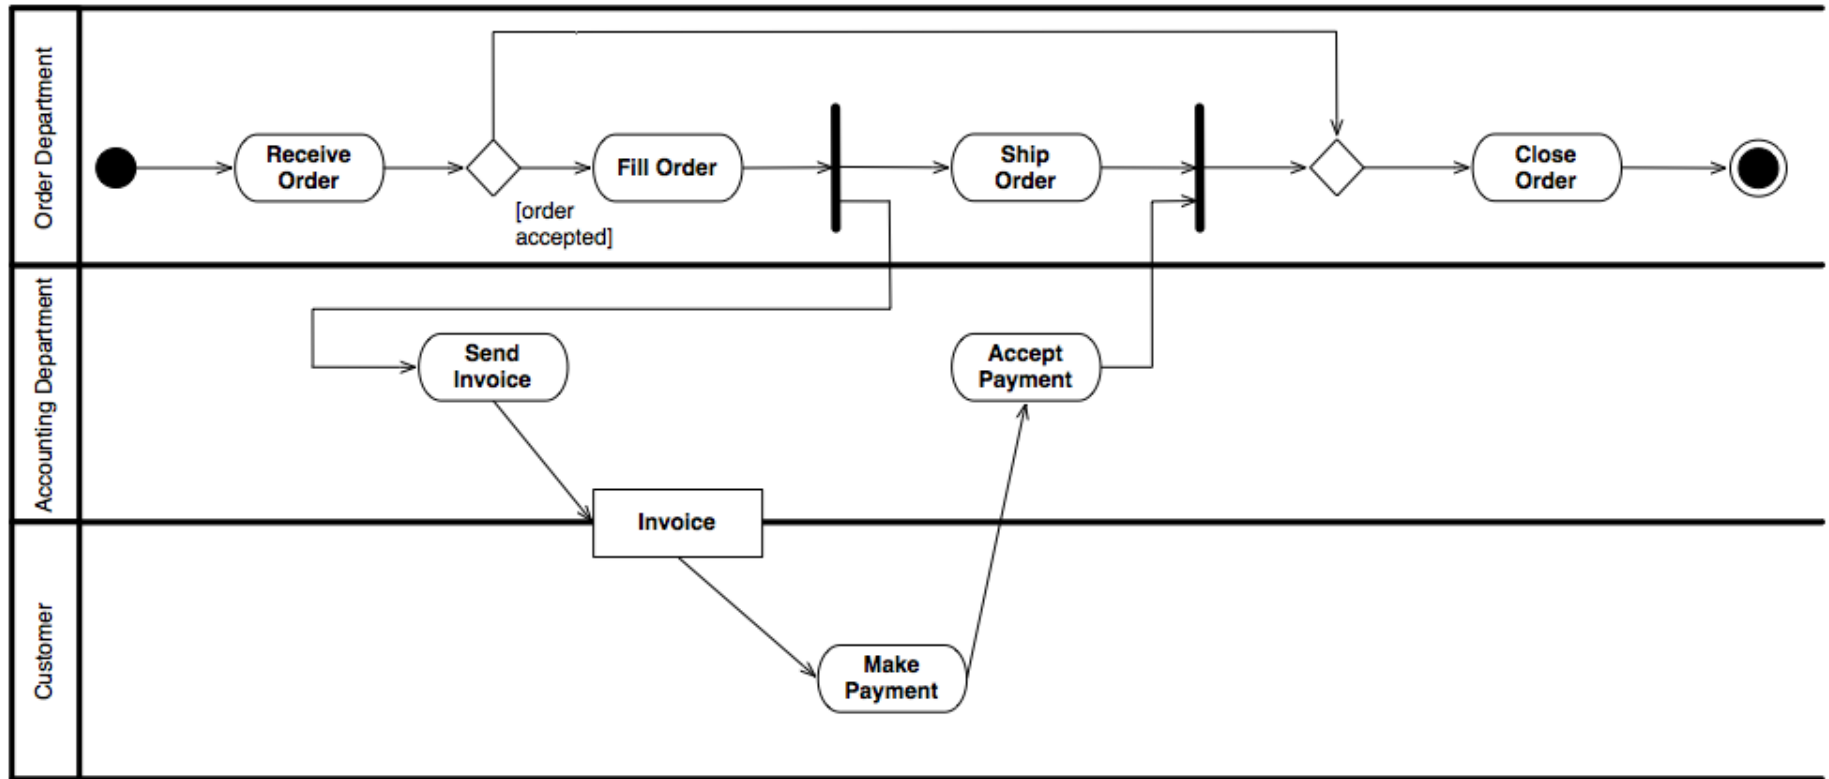 Order Department
Receive
Order
[order
accepted]
Fill Order
Ship
Order
Close
Order
Accounting Department
Send
Invoice
Accept
Payment
Invoice
Customer
Make
Payment